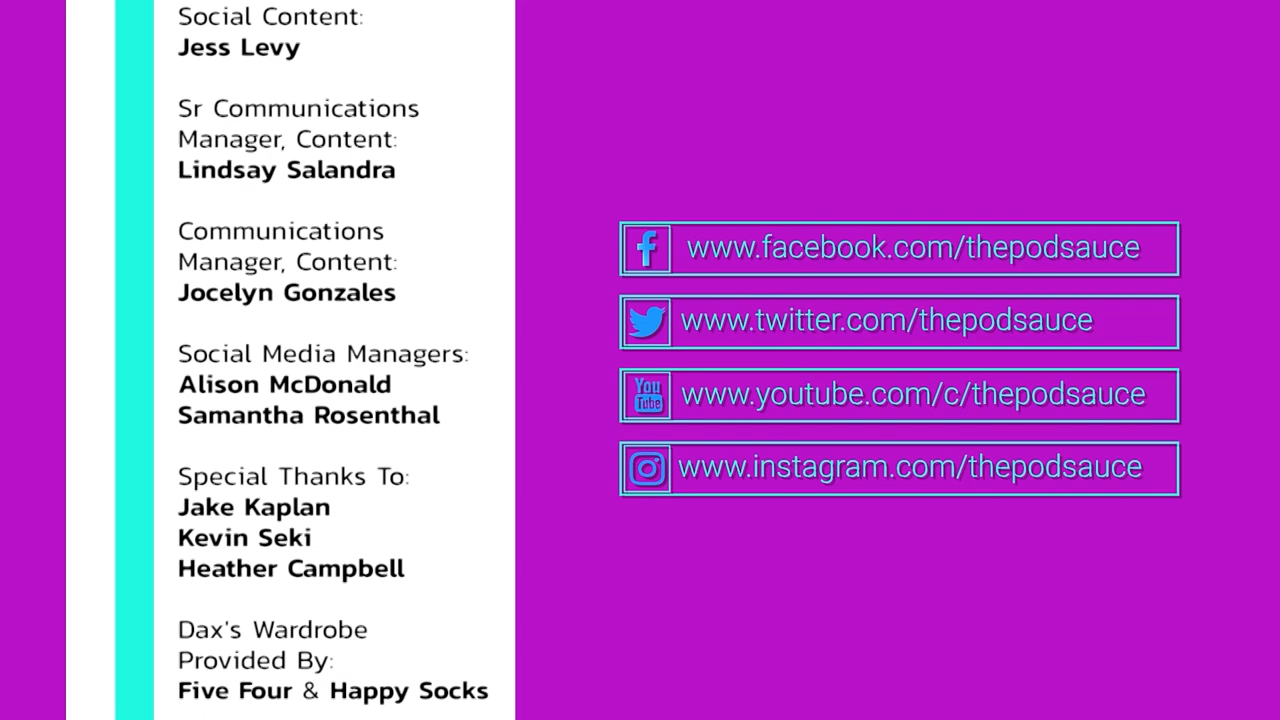 Social Content:
Jess Levy
Sr Communications
Manager, Content:
Lindsay Salandra
Communications
Manager, Content:
Jocelyn Gonzales
Social Media Managers:
Alison McDonald
Samantha Rosenthal
Special Thanks To:
Jake Kaplan
Kevin Seki
Heather Campbell
Dax's Wardrobe
Provided By:
Five Four & Happy Socks
www.facebook.com/thepodsauce
www.twitter.com/thepodsauce
You
Tube
www.youtube.com/c/thepodsauce
www.instagram.com/thepodsauce